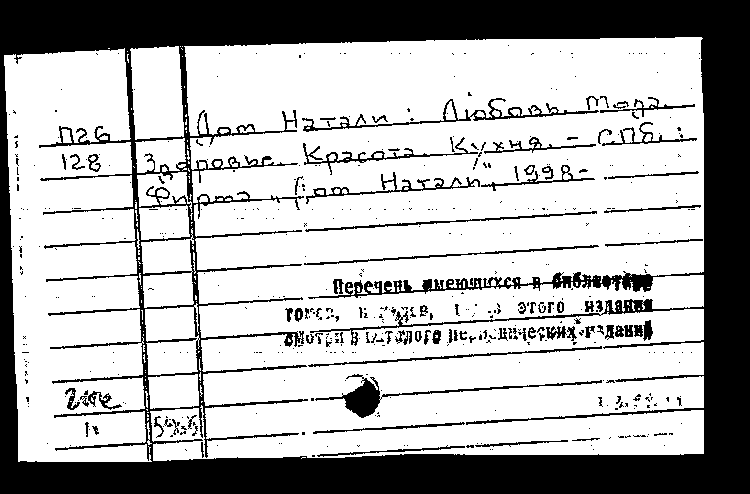 П26 Дом Натали : Любовь. Мода.
128 Здоровье. Красота. Кухня. - СПб. :
Фирма "Дом Натали", 1998-
Перечень имеющихся в библиотеке
томов, этого издания
смотри в каталоге периодических изданий